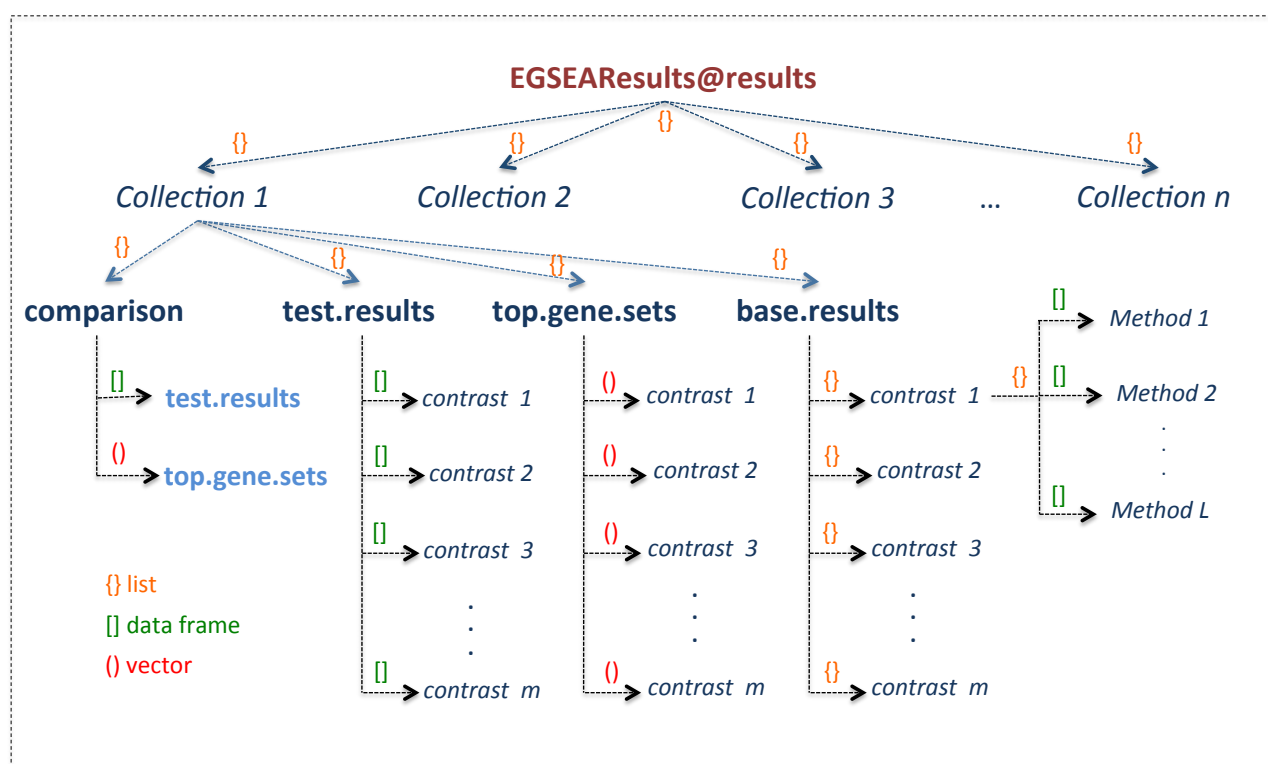 EGSEAResults@results
{}
{} {} {} {}
Collection 1 Collection 2 Collection 3 ... Collection n
{} {} {} {}
comparison test.results top.gene.sets base.results
[] Method 1
[] test.results
[] contrast 1
() contrast 1
{} contrast 1
{} [] Method 2
() top.gene.sets
[] contrast 2
() contrast 2
{} contrast 2
[] Method L
[] contrast 3
() contrast 3
{} contrast 3
{} list
[] data frame
() vector
[] contrast m
() contrast m
{} contrast m